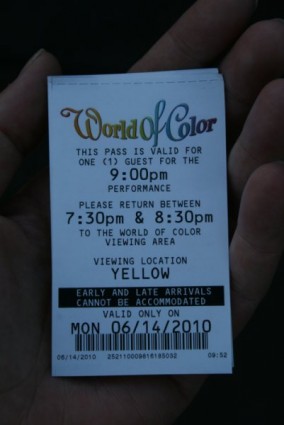 World Of Color
THIS PASS IS VALID FOR
ONE (1) GUEST FOR THE
9:00pm
PERFORMANCE
PLEASE RETURN BETWEEN
7:30pm & 8:30pm
TO THE WORLD OF COLOR
VIEWING AREA
VIEWING LOCATION
YELLOW
EARLY AND LATE ARRIVALS
CANNOT BE ACCOMMODATED
VALID ONLY ON
MON 06/14/2010
06/14/2010 25211000981619S092 09:52